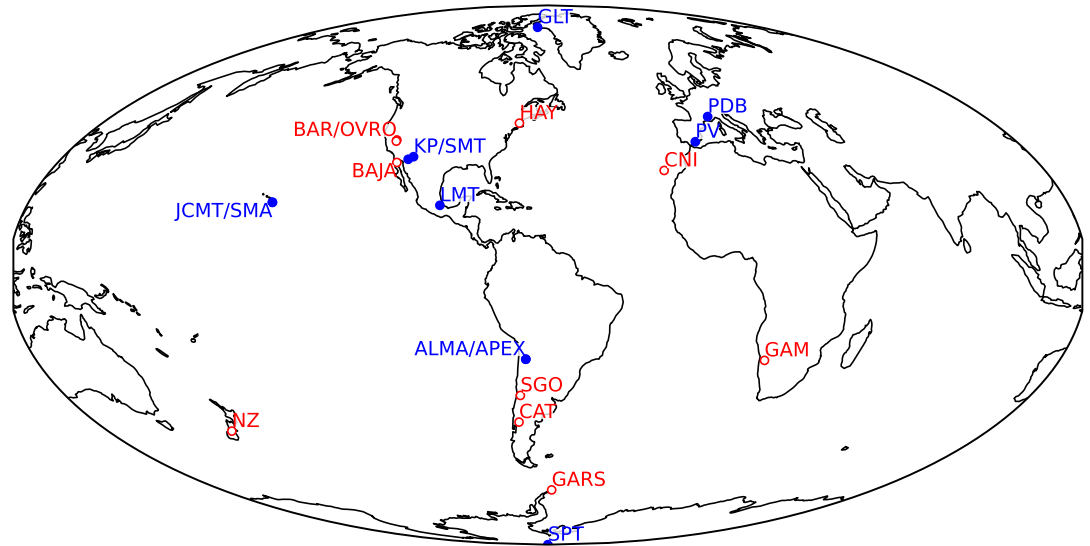 GLT
PDB
HAY
BAR/OVRO
PV
KP/SMT
CNI
BAJA
LMT
JCMT/SMA
ALMA/APEX
GAM
SGO
CAT
NZ
GARS
SPT